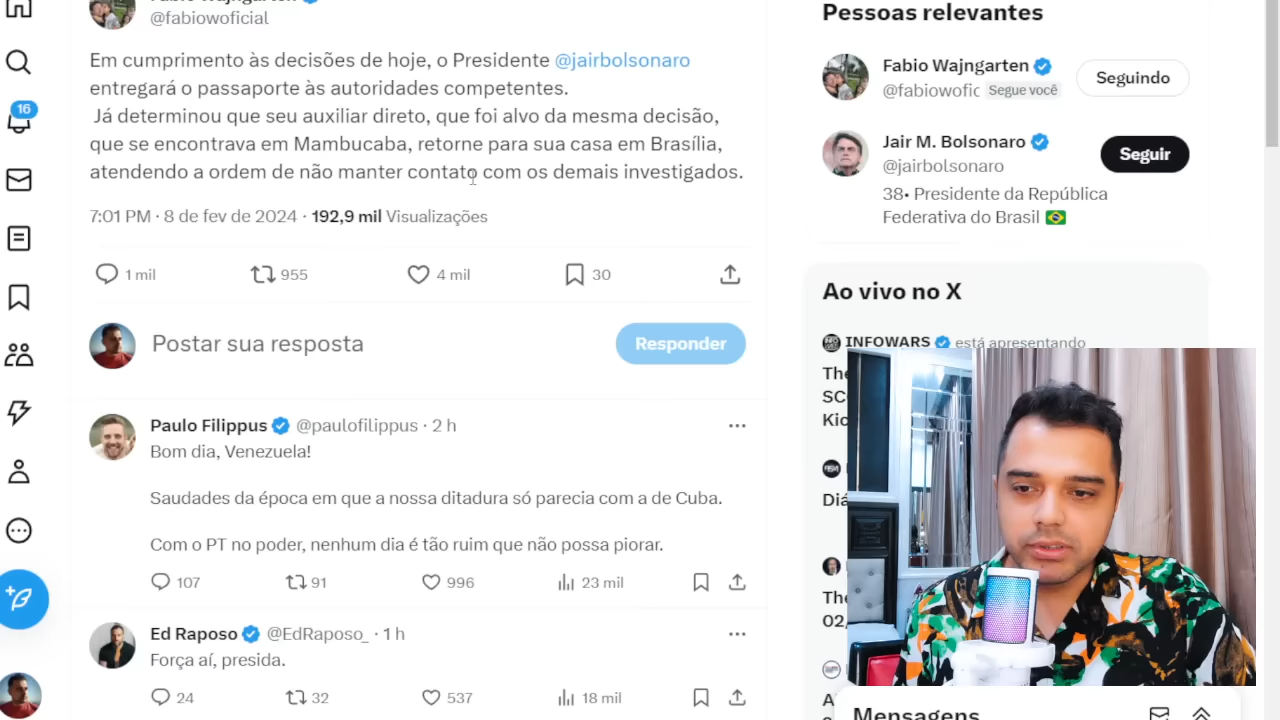 @fabiowoficial
Em cumprimento às decisões de hoje, o Presidente @jairbolsonaro
entregará o passaporte às autoridades competentes.
Já determinou que seu auxiliar direto, que foi alvo da mesma decisão,
que se encontrava em Mambucaba, retorne para sua casa em Brasília,
atendendo a ordem de não manter contato com os demais investigados.
7:01 PM · 8 de fev de 2024 · 192,9 mil Visualizações
1 mil 955 4 mil 30
Postar sua resposta
Responder
Paulo Filippus @paulofilippus · 2 h
Bom dia, Venezuela!
Saudades da época em que a nossa ditadura só parecia com a de Cuba.
Com o PT no poder, nenhum dia é tão ruim que não possa piorar.
107 91 996 23 mil
Ed Raposo @EdRaposo_ · 1 h
Força aí, presida.
24 32 537 18 mil
16
Pessoas relevantes
Fabio Wajngarten
@fabiowofic Segue você
Seguindo
Jair M. Bolsonaro
@jairbolsonaro
Seguir
38• Presidente da República
Federativa do Brasil
Ao vivo no X
INFOWARS está apresentando
The
SC
Kic
Diá
The
02,
Mensagens